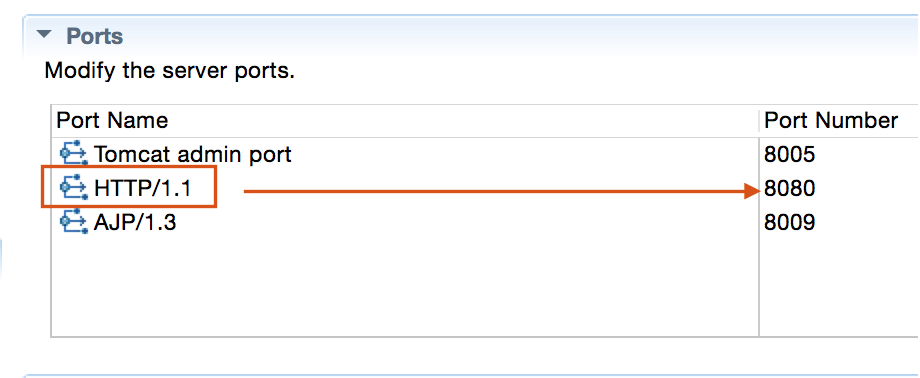 Ports
Modify the server ports.
Port Name Port Number
Tomcat admin port 8005
HTTP/1.1 8080
AJP/1.3 8009